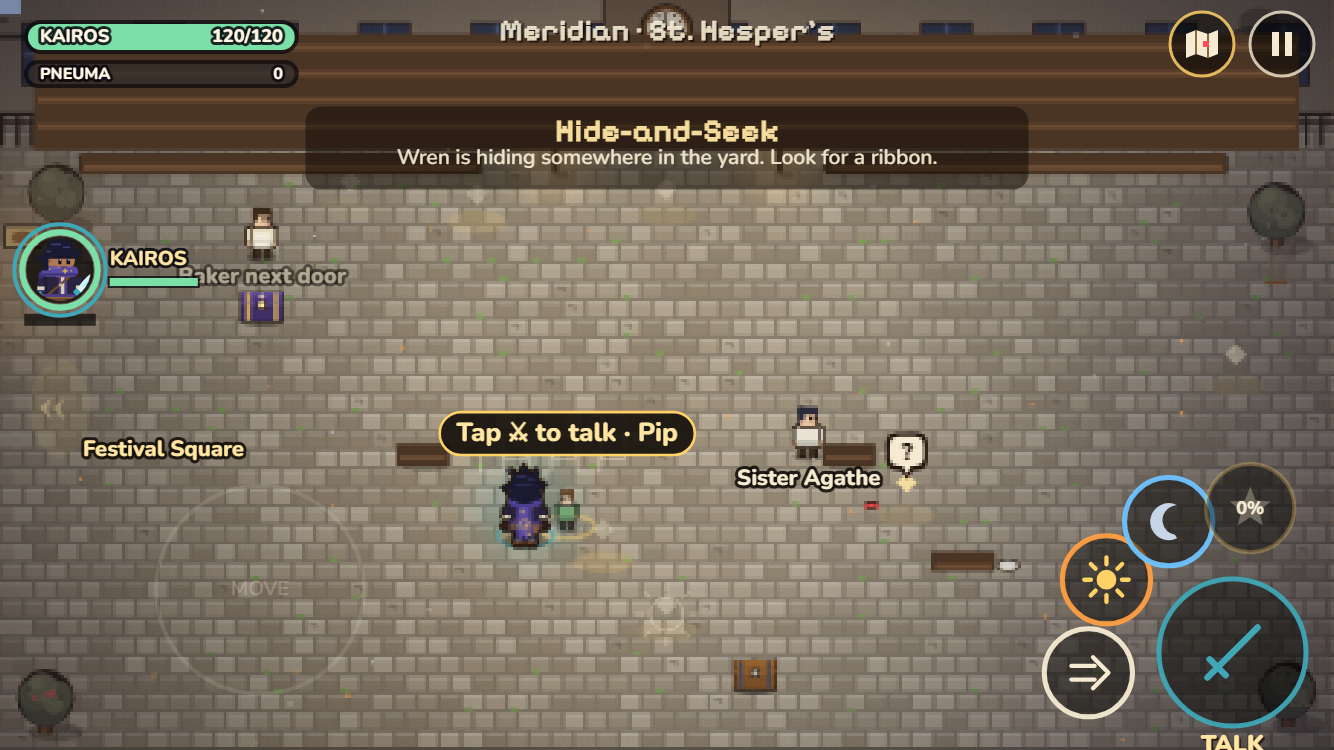 KAIROS 120/120
PNEUMA 0
Meridian · St. Hesper's
Hide-and-Seek
Wren is hiding somewhere in the yard. Look for a ribbon.
KAIROS
Baker next door
Tap ⚔ to talk · Pip
Festival Square
Sister Agathe
?
0%
MOVE
TALK